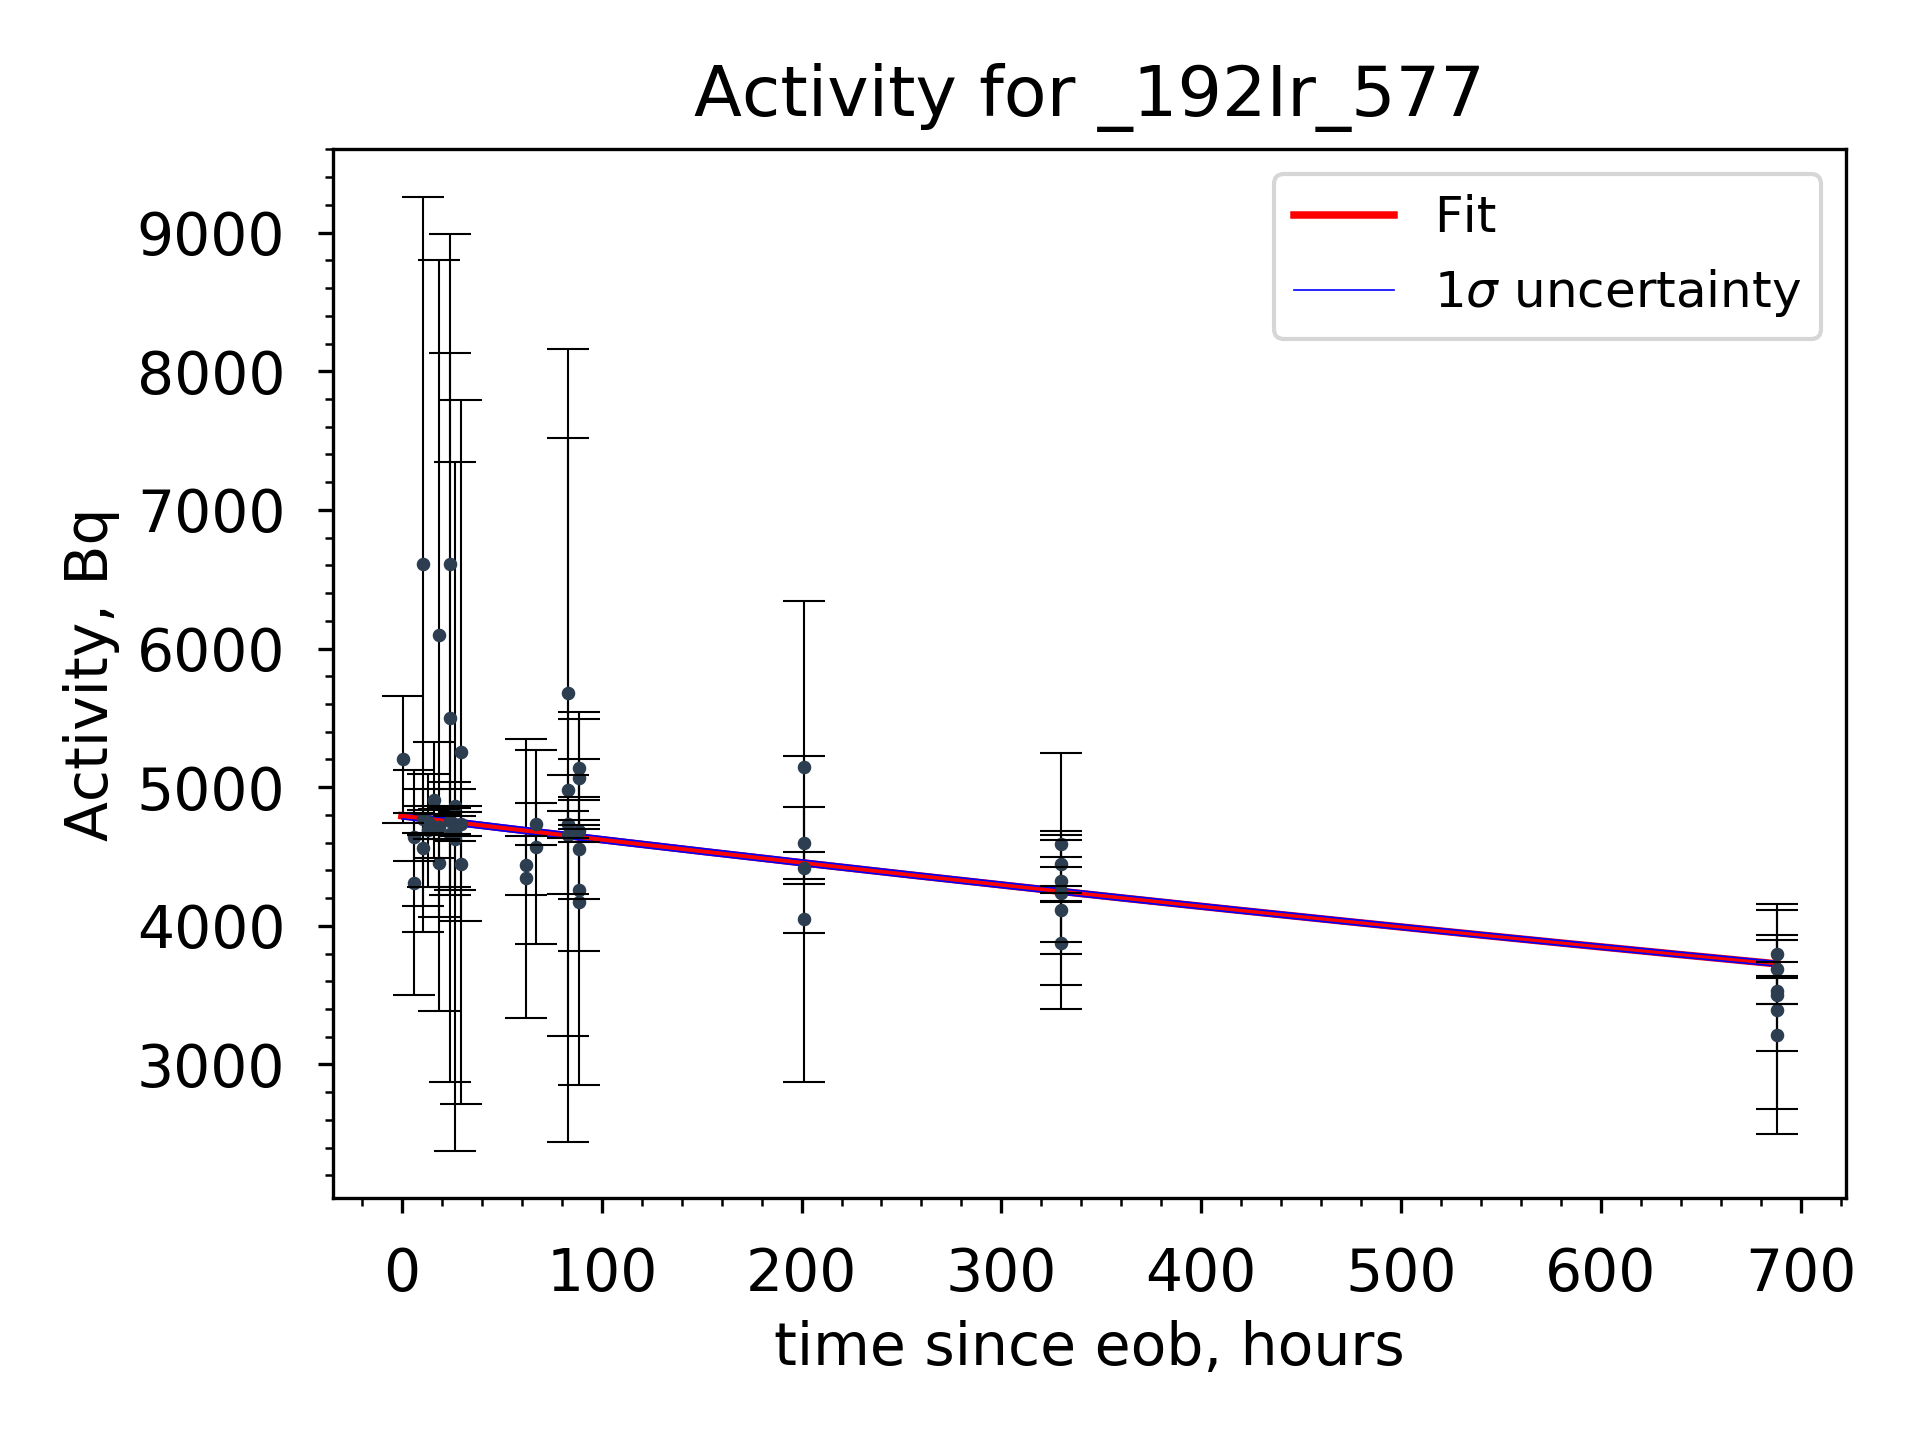 Activity for _192Ir_577
Fit
1σ uncertainty
Activity, Bq
9000
8000
7000
6000
5000
4000
3000
0 100 200 300 400 500 600 700
time since eob, hours